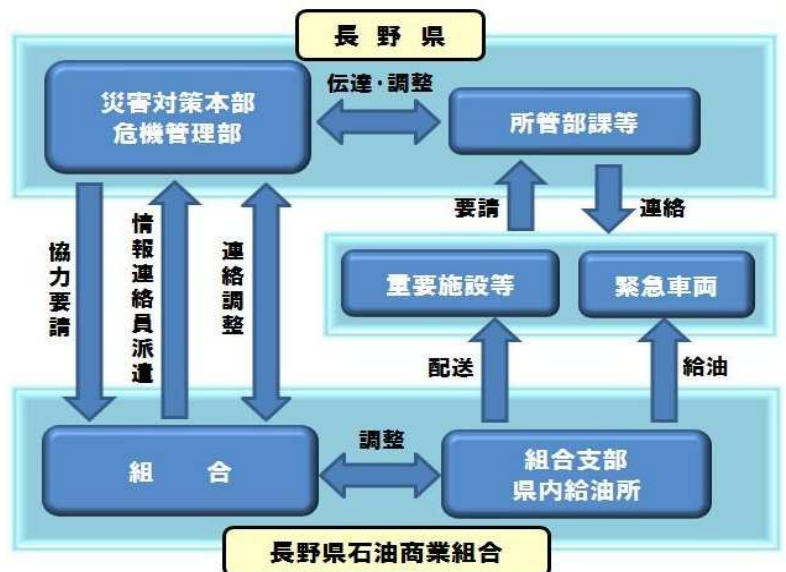 長 野 県
災害対策本部
危機管理部
伝達・調整
所管部課等
要請
連絡
協力要請
情報連絡員派遣
連絡調整
重要施設等
緊急車両
配送
給油
組 合
調整
組合支部
県内給油所
長野県石油商業組合